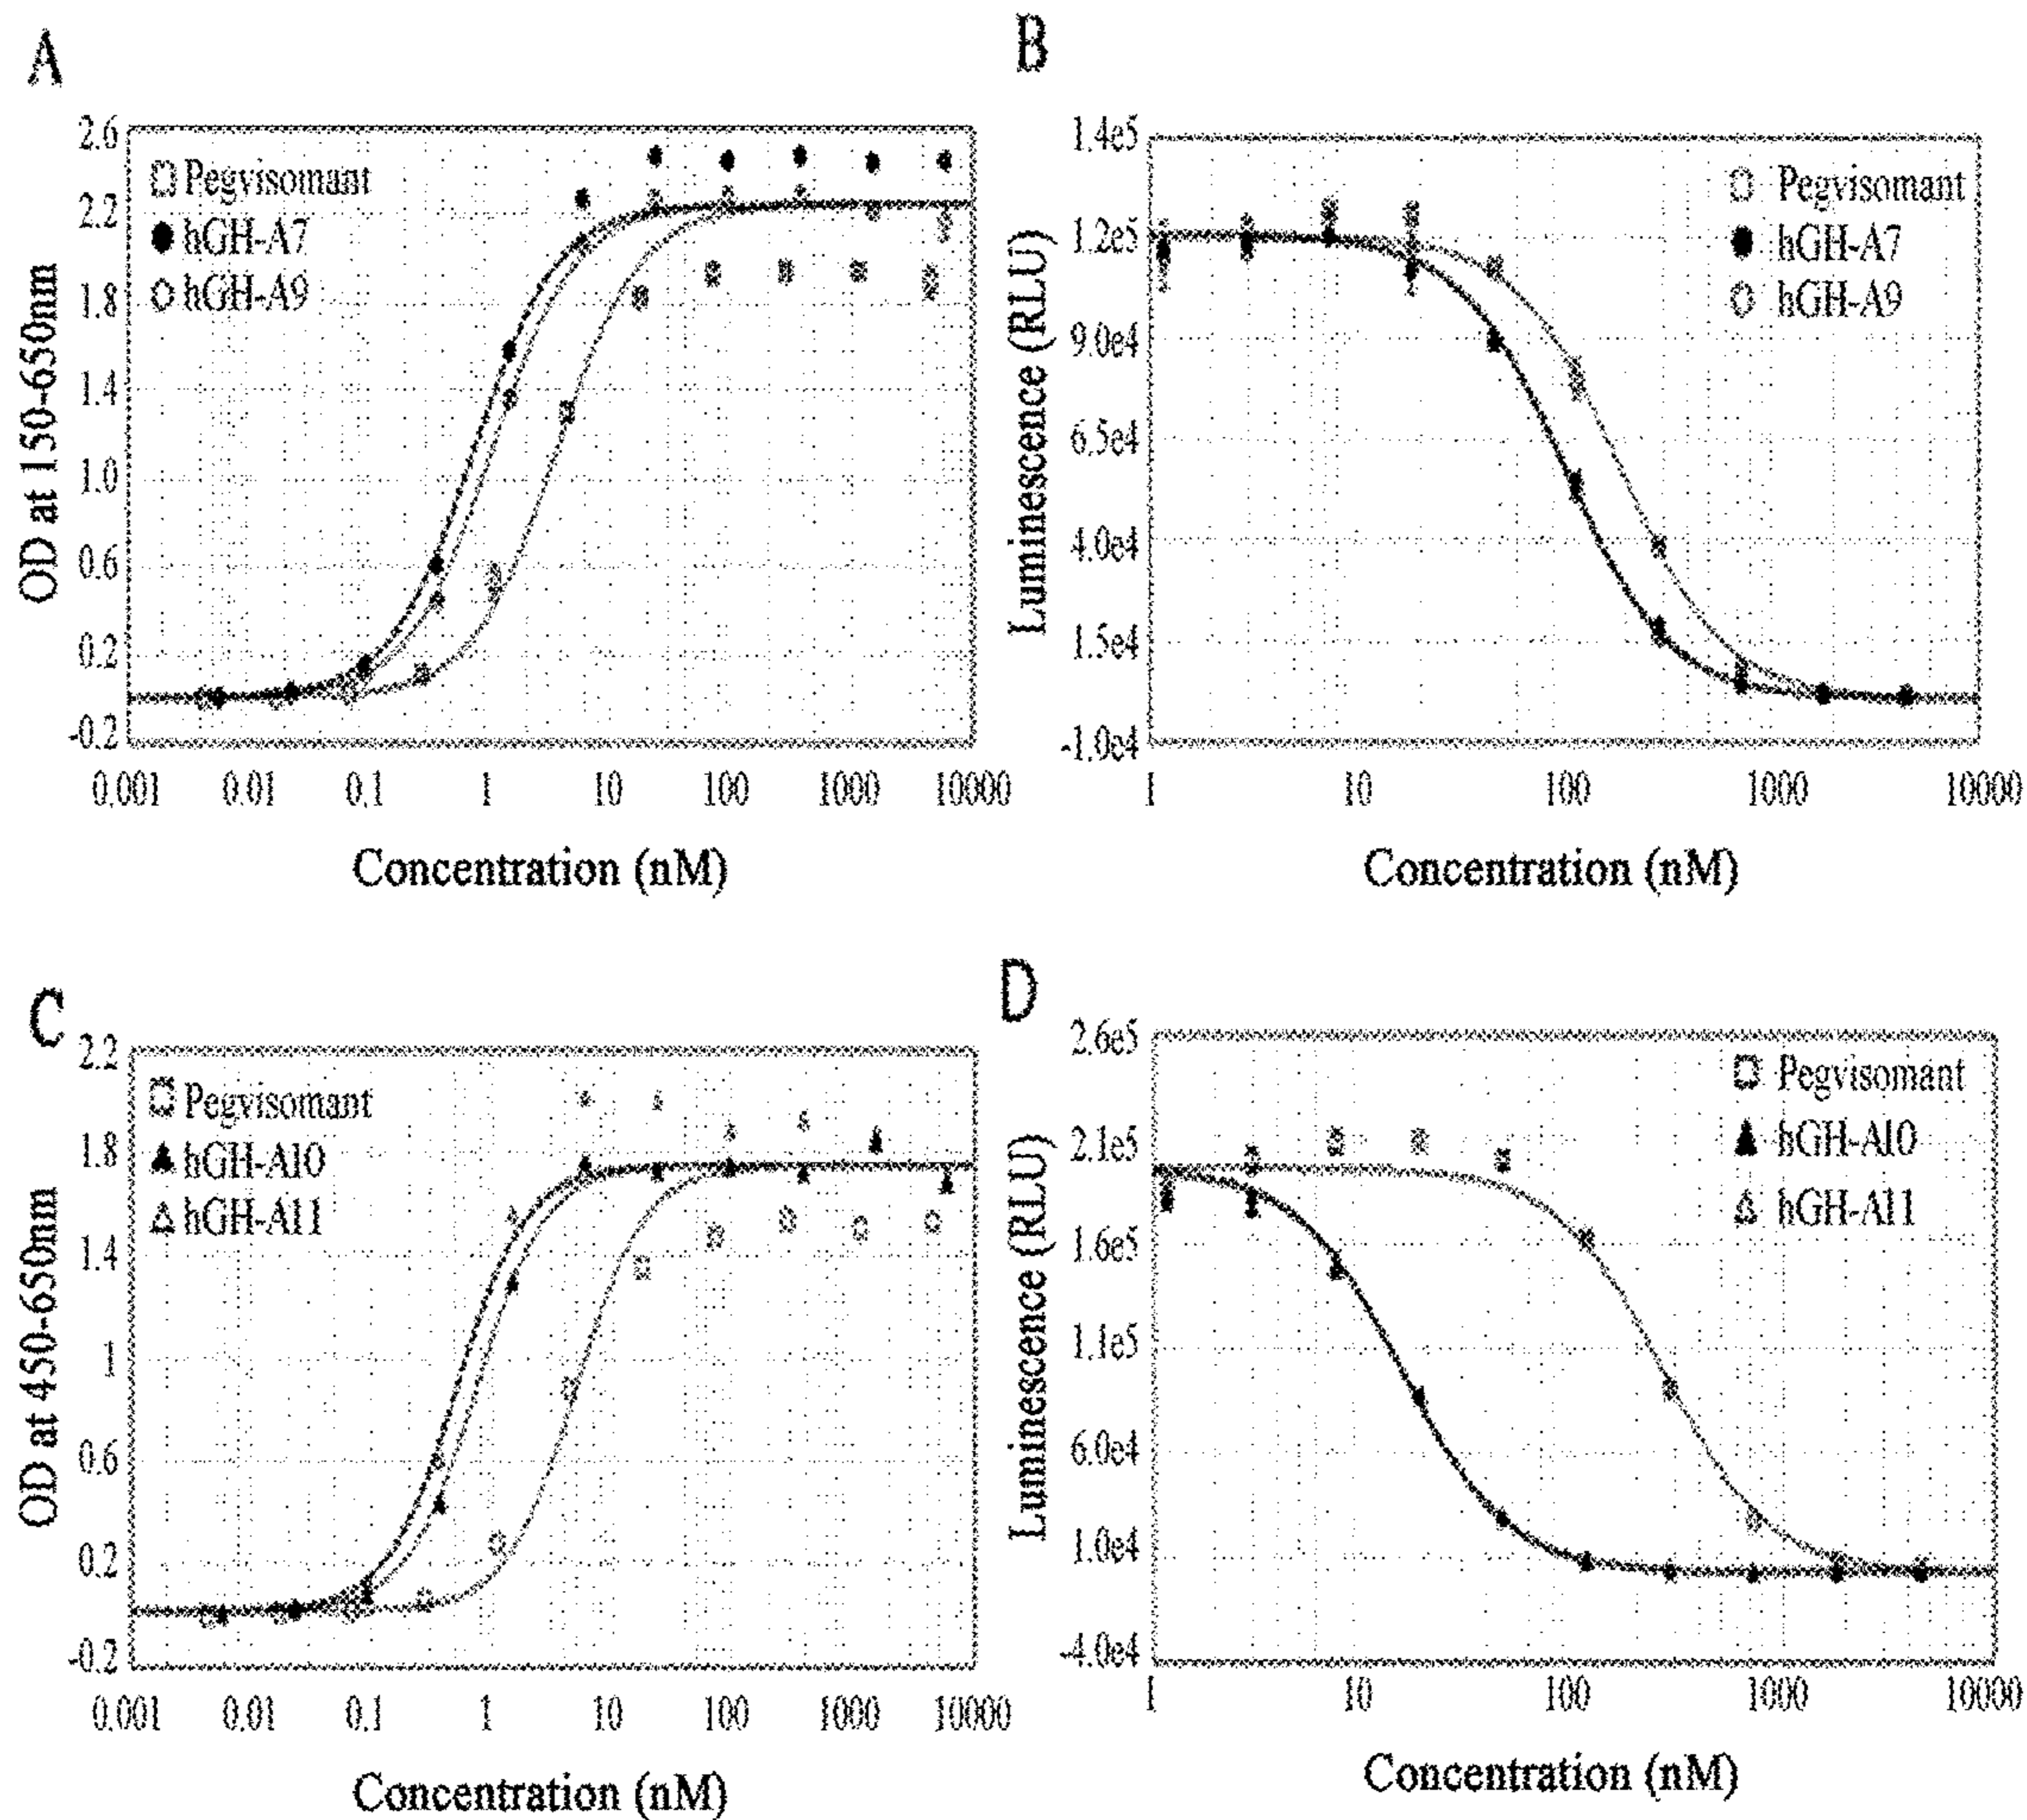 A
2.6
2.2
1.8
1.4
1.0
0.6
0.2
-0.2
OD at 150-650nm
Pegvisomant
hGH-A7
hGH-A9
0.001 0.01 0.1 1 10 100 1000 10000
Concentration (nM)
B
1.4e5
1.2e5
9.0e4
6.5e4
4.0e4
1.5e4
-1.0e4
Luminescence (RLU)
Pegvisomant
hGH-A7
hGH-A9
1 10 100 1000 10000
Concentration (nM)
C
2.2
1.8
1.4
1
0.6
0.2
-0.2
OD at 450-650nm
Pegvisomant
hGH-A10
hGH-A11
0.001 0.01 0.1 1 10 100 1000 10000
Concentration (nM)
D
2.6e5
2.1e5
1.6e5
1.1e5
6.0e4
1.0e4
-4.0e4
Luminescence (RLU)
Pegvisomant
hGH-A10
hGH-A11
1 10 100 1000 10000
Concentration (nM)